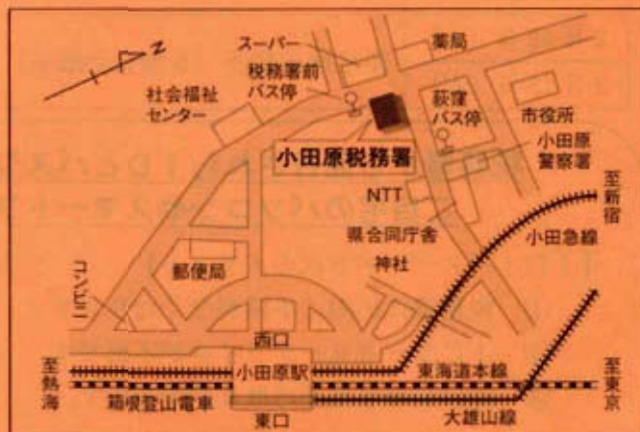 N
スーパー
薬局
税務署前
バス停
社会福祉
センター
荻窪
バス停
市役所
小田原税務署
小田原
警察署
NTT
至新宿
県合同庁舎
小田急線
神社
郵便局
コンビニ
西口
至熱海
小田原駅
東海道本線
至東京
箱根登山電車
東口
大雄山線